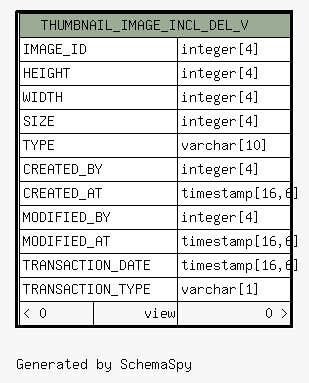 THUMBNAIL_IMAGE_INCL_DEL_V
IMAGE_ID integer[4]
HEIGHT integer[4]
WIDTH integer[4]
SIZE integer[4]
TYPE varchar[10]
CREATED_BY integer[4]
CREATED_AT timestamp[16,6]
MODIFIED_BY integer[4]
MODIFIED_AT timestamp[16,6]
TRANSACTION_DATE timestamp[16,6]
TRANSACTION_TYPE varchar[1]
< 0 view 0 >
Generated by SchemaSpy